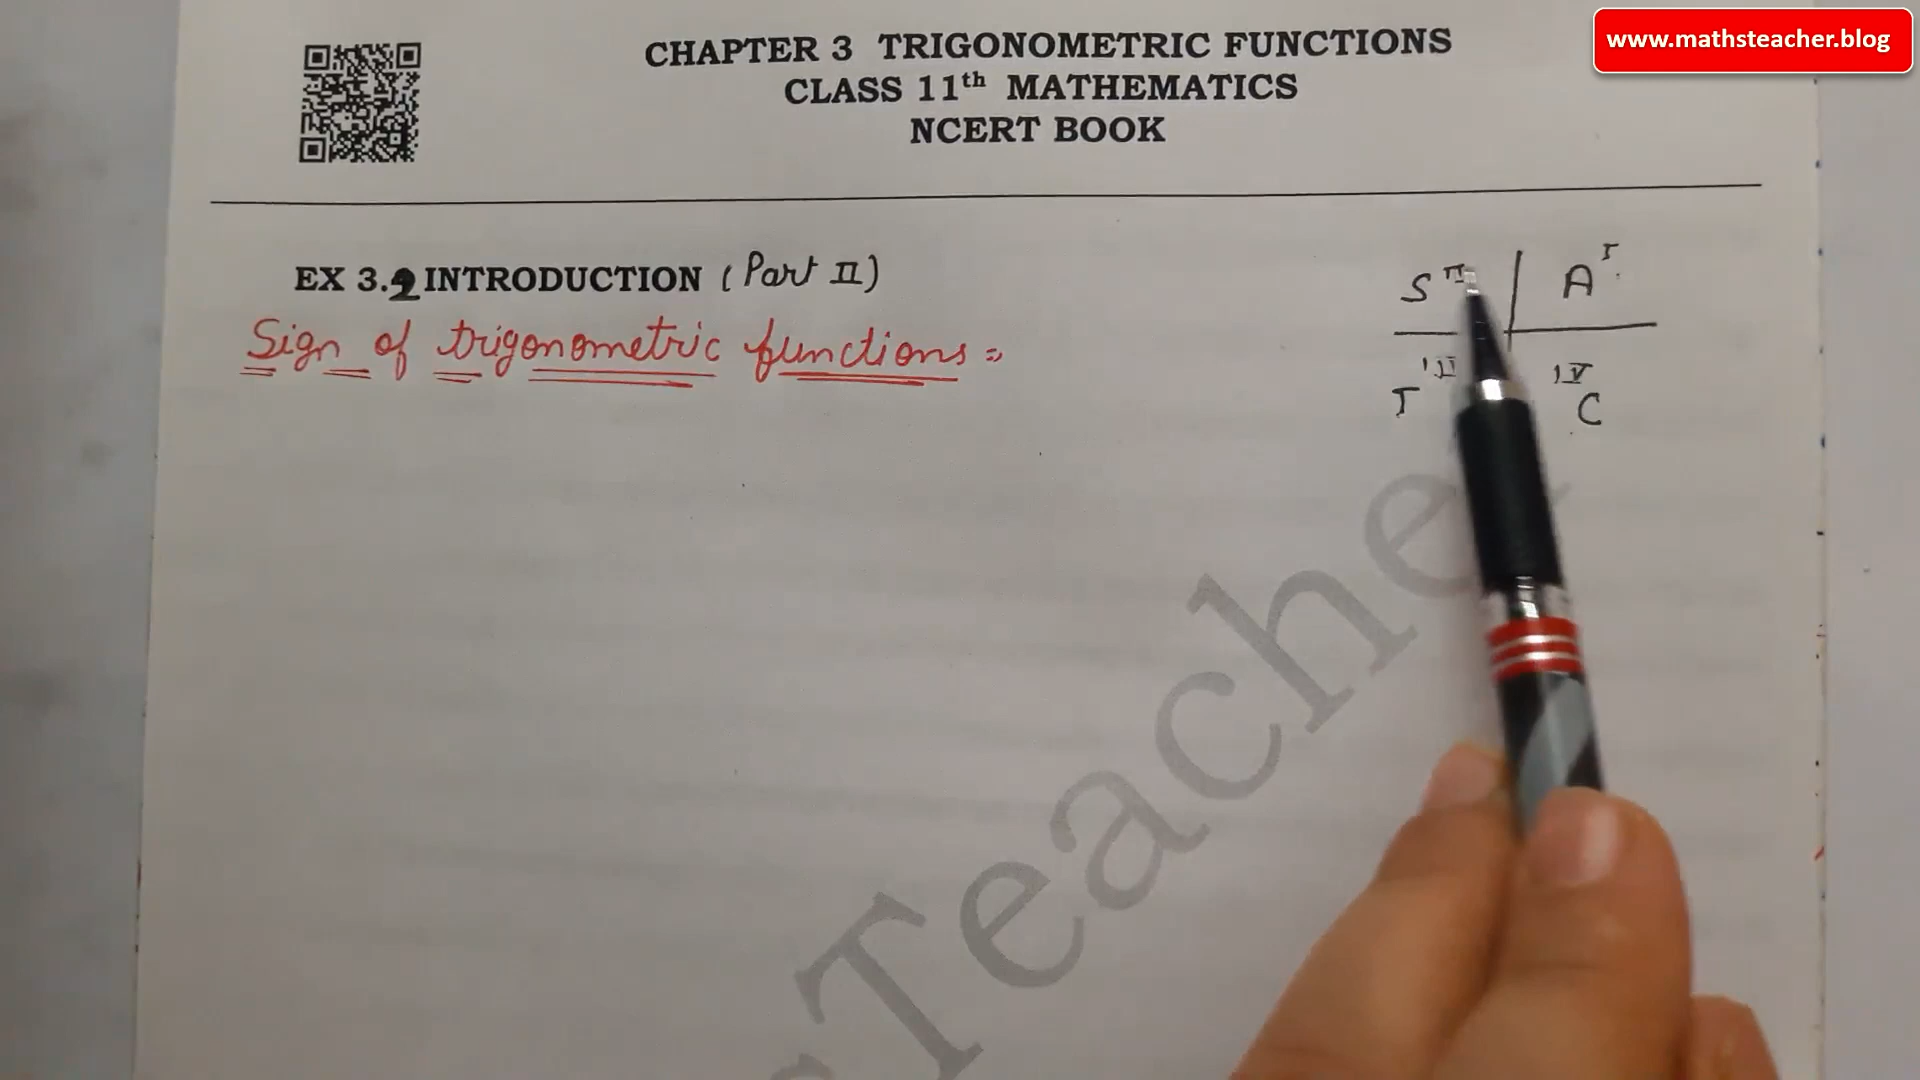 www.mathsteacher.blog
CHAPTER 3 TRIGONOMETRIC FUNCTIONS
CLASS 11th MATHEMATICS
NCERT BOOK
EX 3.2 INTRODUCTION (Part II)
Sign of trigonometric functions =
S II A I
T III IV C
Teacher